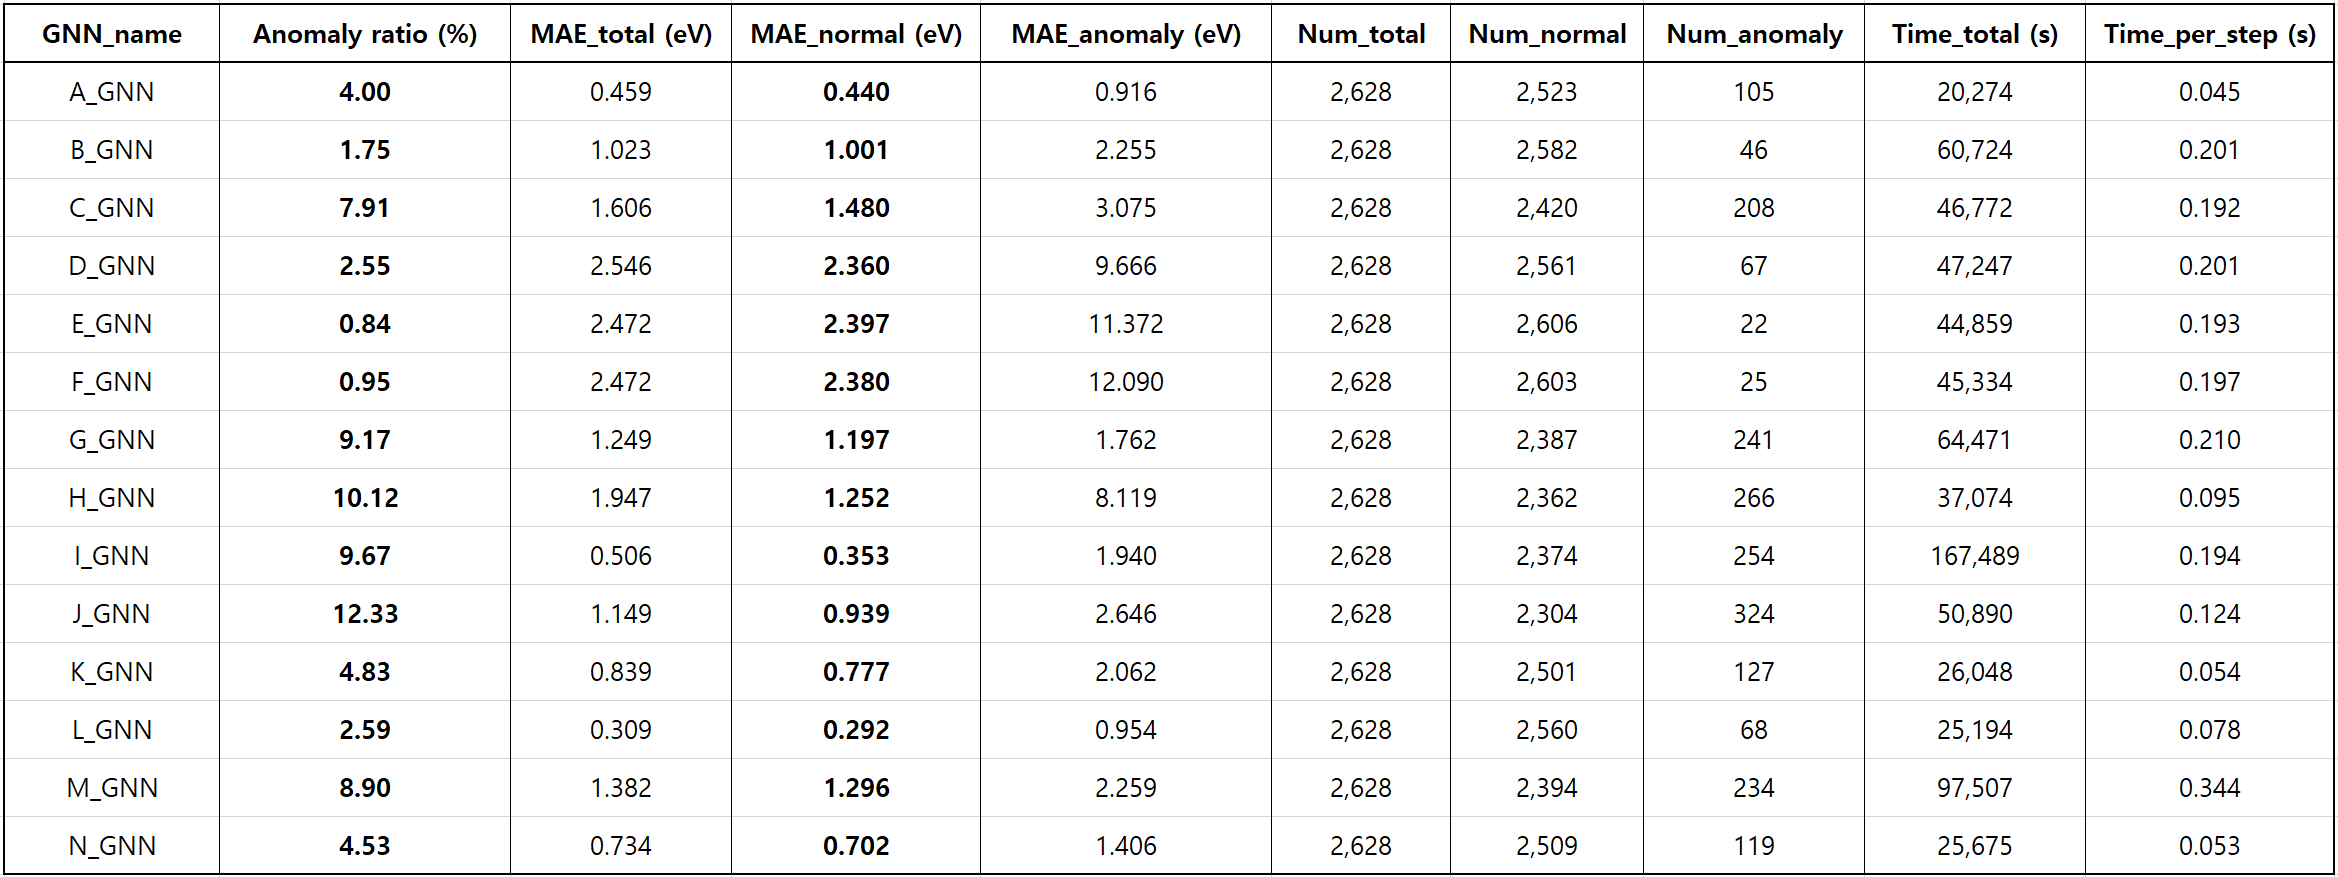 GNN_name Anomaly ratio (%) MAE_total (eV) MAE_normal (eV) MAE_anomaly (eV) Num_total Num_normal Num_anomaly Time_total (s) Time_per_step (s)
A_GNN 4.00 0.459 0.440 0.916 2,628 2,523 105 20,274 0.045
B_GNN 1.75 1.023 1.001 2.255 2,628 2,582 46 60,724 0.201
C_GNN 7.91 1.606 1.480 3.075 2,628 2,420 208 46,772 0.192
D_GNN 2.55 2.546 2.360 9.666 2,628 2,561 67 47,247 0.201
E_GNN 0.84 2.472 2.397 11.372 2,628 2,606 22 44,859 0.193
F_GNN 0.95 2.472 2.380 12.090 2,628 2,603 25 45,334 0.197
G_GNN 9.17 1.249 1.197 1.762 2,628 2,387 241 64,471 0.210
H_GNN 10.12 1.947 1.252 8.119 2,628 2,362 266 37,074 0.095
I_GNN 9.67 0.506 0.353 1.940 2,628 2,374 254 167,489 0.194
J_GNN 12.33 1.149 0.939 2.646 2,628 2,304 324 50,890 0.124
K_GNN 4.83 0.839 0.777 2.062 2,628 2,501 127 26,048 0.054
L_GNN 2.59 0.309 0.292 0.954 2,628 2,560 68 25,194 0.078
M_GNN 8.90 1.382 1.296 2.259 2,628 2,394 234 97,507 0.344
N_GNN 4.53 0.734 0.702 1.406 2,628 2,509 119 25,675 0.053